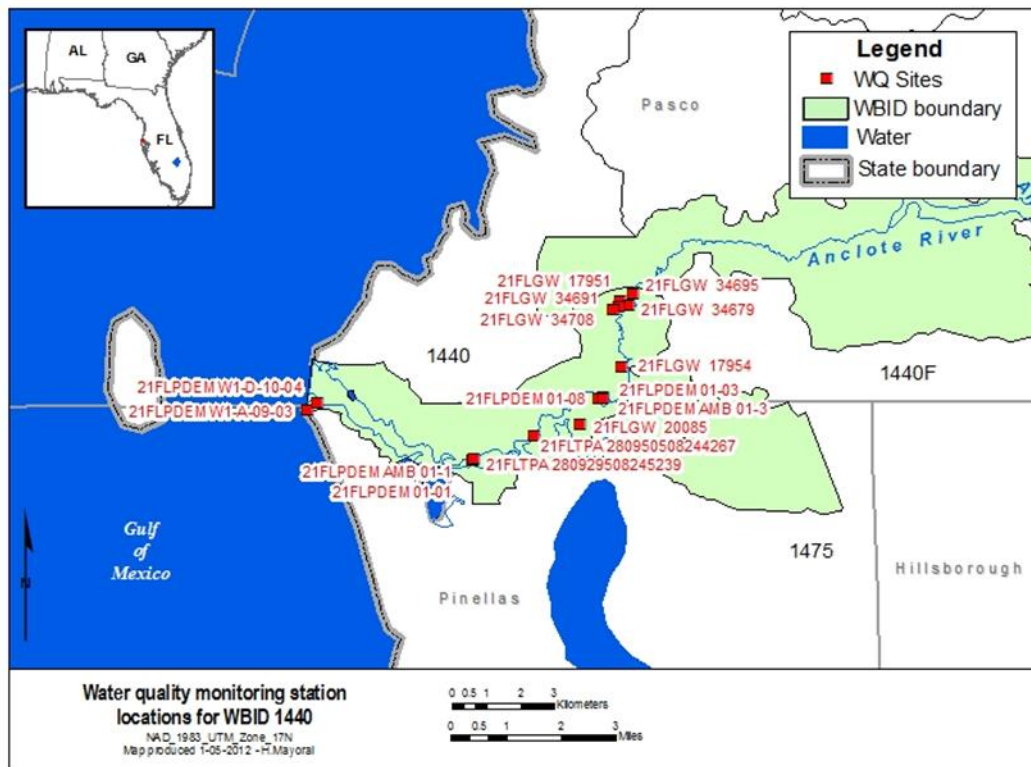 AL
GA
FL
Legend
WQ Sites
WBID boundary
Water
State boundary
Pasco
Anclote River
21FLGW 17951
21FLGW 34695
21FLGW 34691
21FLGW 34679
21FLGW 34708
1440
21FLGW 17954
1440F
21FLPDEM W1-D-10-04
21FLPDEM 01-08
21FLPDEM 01-03
21FLPDEM W1-A-09-03
21FLPDEM AMB 01-3
21FLGW 20085
21FLTPA 280950508244267
21FLPDEM AMB 01-1
21FLTPA 280929508245239
21FLPDEM 01-01
Gulf
of
Mexico
1475
Hillsborough
Pinellas
N
Water quality monitoring station
locations for WBID 1440
NAD_1983_UTM_Zone_17N
Map produced 1-05-2012 - H.Mayoral
0 0.5 1 2 3
Kilometers
0 0.5 1 2 3
Miles